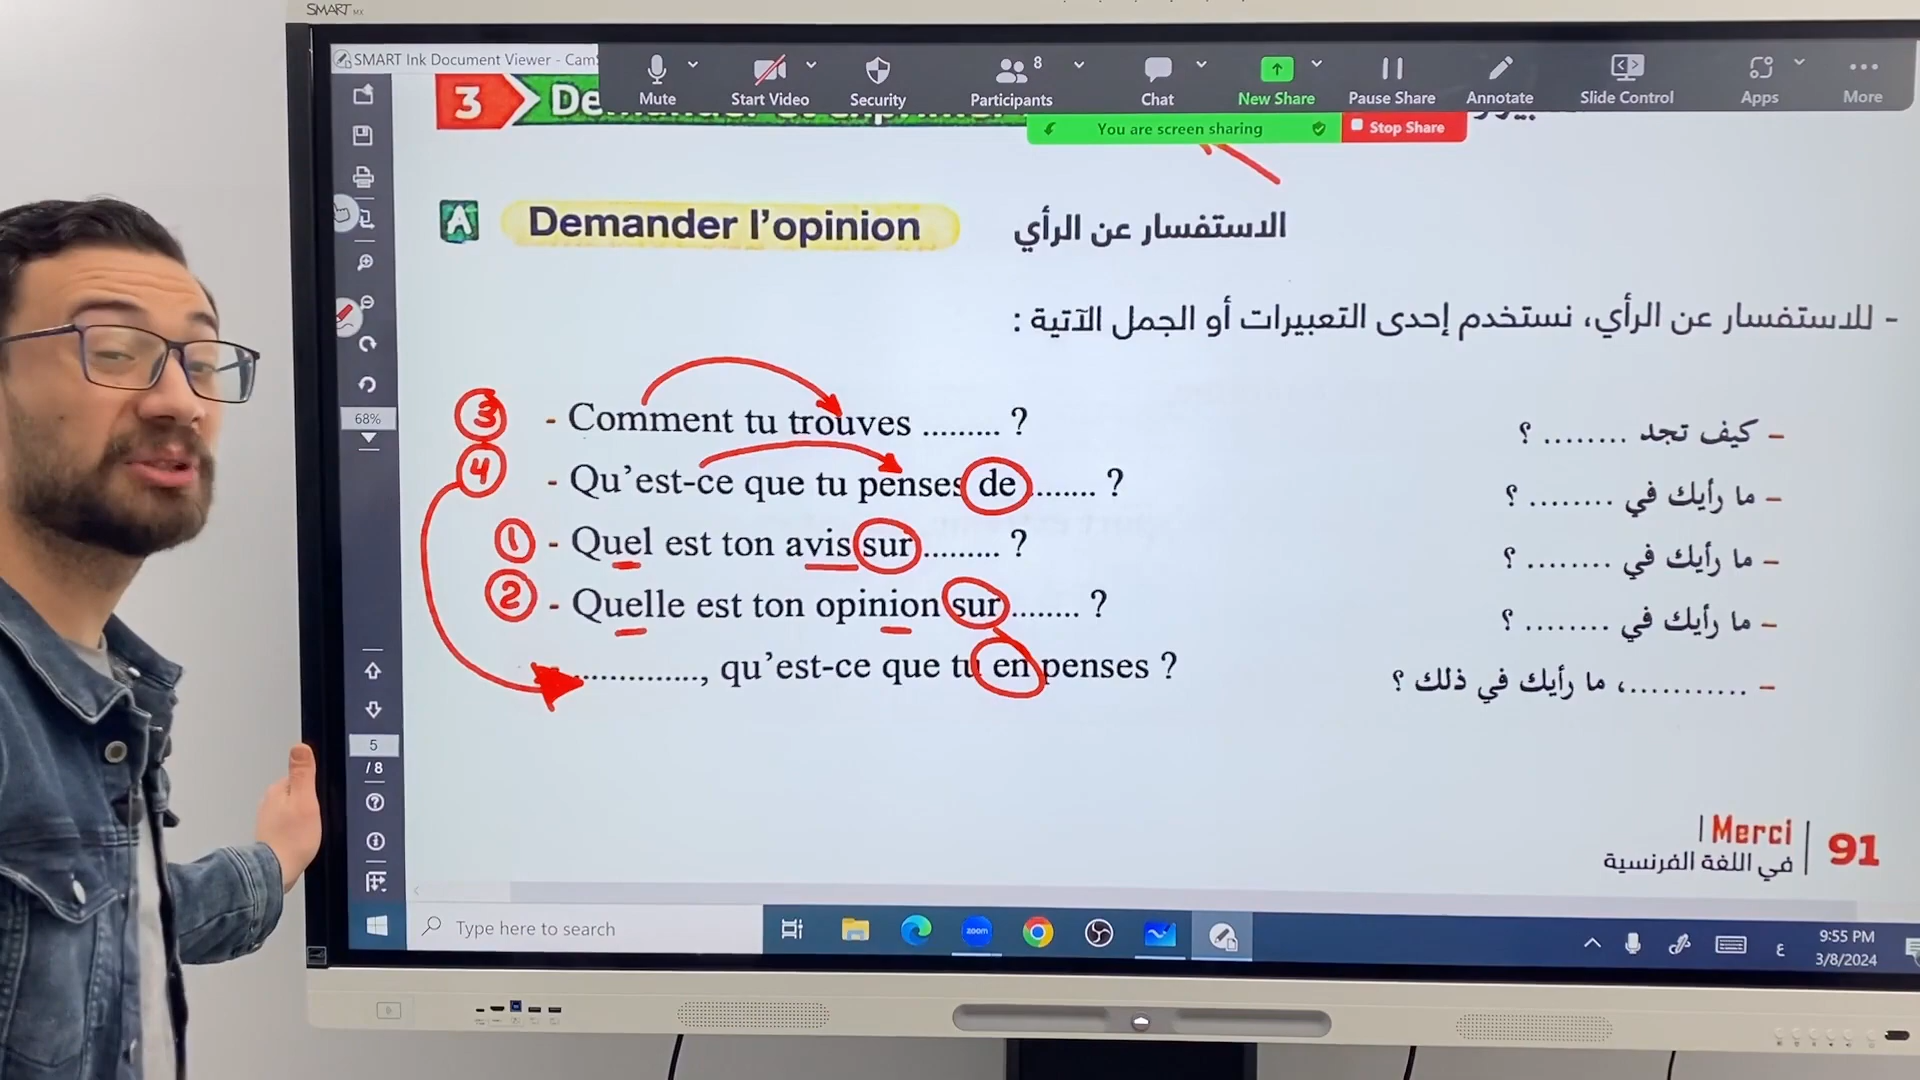 SMART MX
SMART Ink Document Viewer - Cam
Mute
Start Video
Security
Participants 8
Chat
New Share
Pause Share
Annotate
Slide Control
Apps
More
You are screen sharing
Stop Share
3
A Demander l'opinion الاستفسار عن الرأي
- للاستفسار عن الرأي، نستخدم إحدى التعبيرات أو الجمل الآتية :
3 - Comment tu trouves ......... ? – كيف تجد ........ ؟
4 - Qu'est-ce que tu penses de ........ ? – ما رأيك في ........ ؟
1 - Quel est ton avis sur ......... ? – ما رأيك في ........ ؟
2 - Quelle est ton opinion sur ........ ? – ما رأيك في ........ ؟
.............., qu'est-ce que tu en penses ? – ...........، ما رأيك في ذلك ؟
68%
5
/ 8
Merci
في اللغة الفرنسية
91
Type here to search
zoom
ع
9:55 PM
3/8/2024